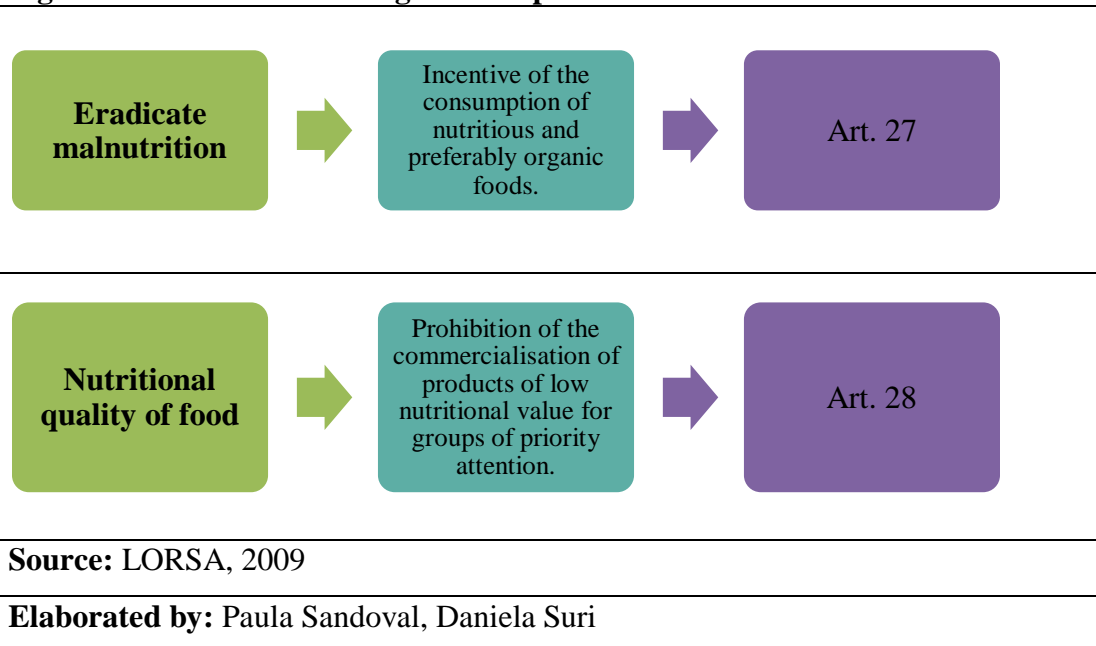 Eradicate
malnutrition
Incentive of the
consumption of
nutritious and
preferably organic
foods.
Art. 27
Nutritional
quality of food
Prohibition of the
commercialisation of
products of low
nutritional value for
groups of priority
attention.
Art. 28
Source: LORSA, 2009
Elaborated by: Paula Sandoval, Daniela Suri